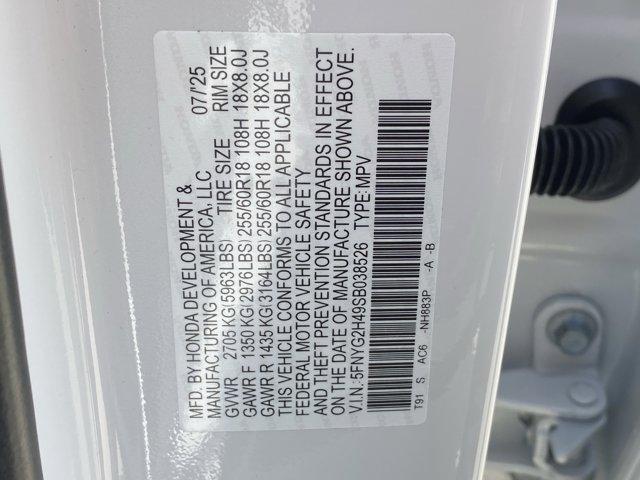 MFD. BY HONDA DEVELOPMENT & 07/'25
MANUFACTURING OF AMERICA, LLC
GVWR 2705 KG(5963LBS) TIRE SIZE RIM SIZE
GAWR F 1350 KG(2976LBS) 255/60R18 108H 18X8.0J
GAWR R 1435 KG(3164LBS) 255/60R18 108H 18X8.0J
THIS VEHICLE CONFORMS TO ALL APPLICABLE
FEDERAL MOTOR VEHICLE SAFETY
AND THEFT PREVENTION STANDARDS IN EFFECT
ON THE DATE OF MANUFACTURE SHOWN ABOVE.
V.I.N.:5FNYG2H49SB038526 TYPE:MPV
T91 S AC6 -NH883P -A -B